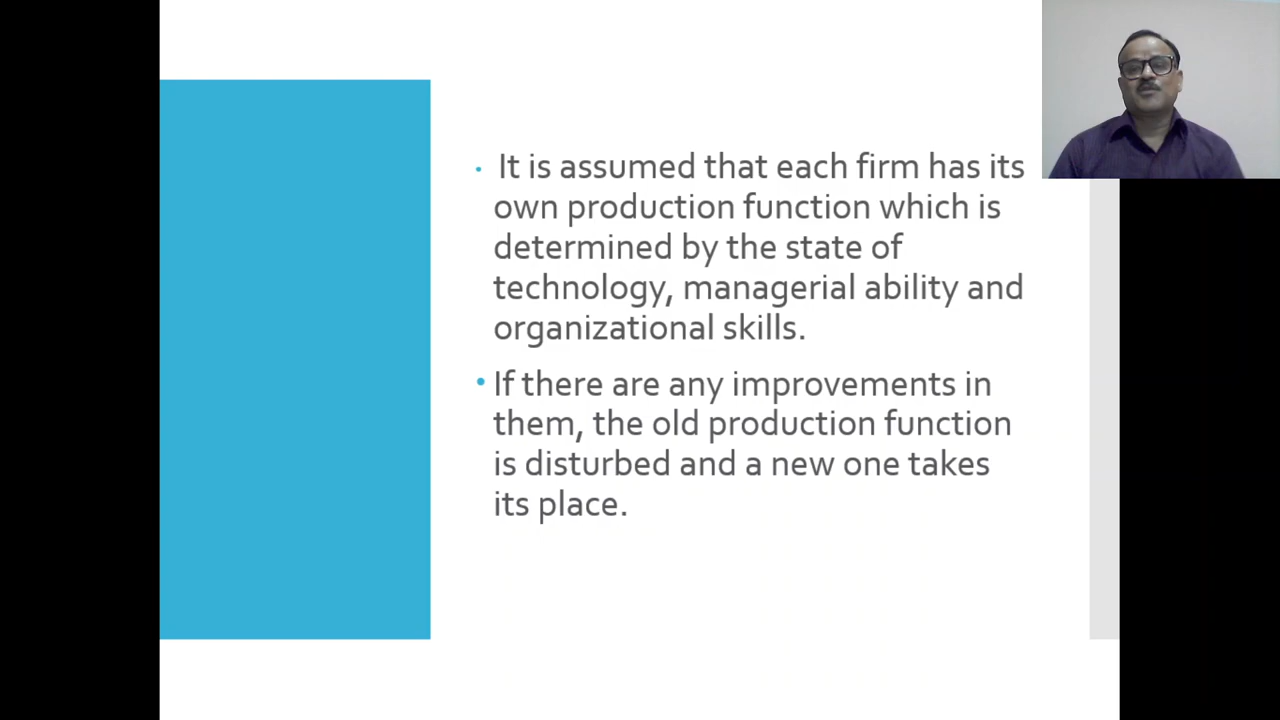 • It is assumed that each firm has its
own production function which is
determined by the state of
technology, managerial ability and
organizational skills.
• If there are any improvements in
them, the old production function
is disturbed and a new one takes
its place.